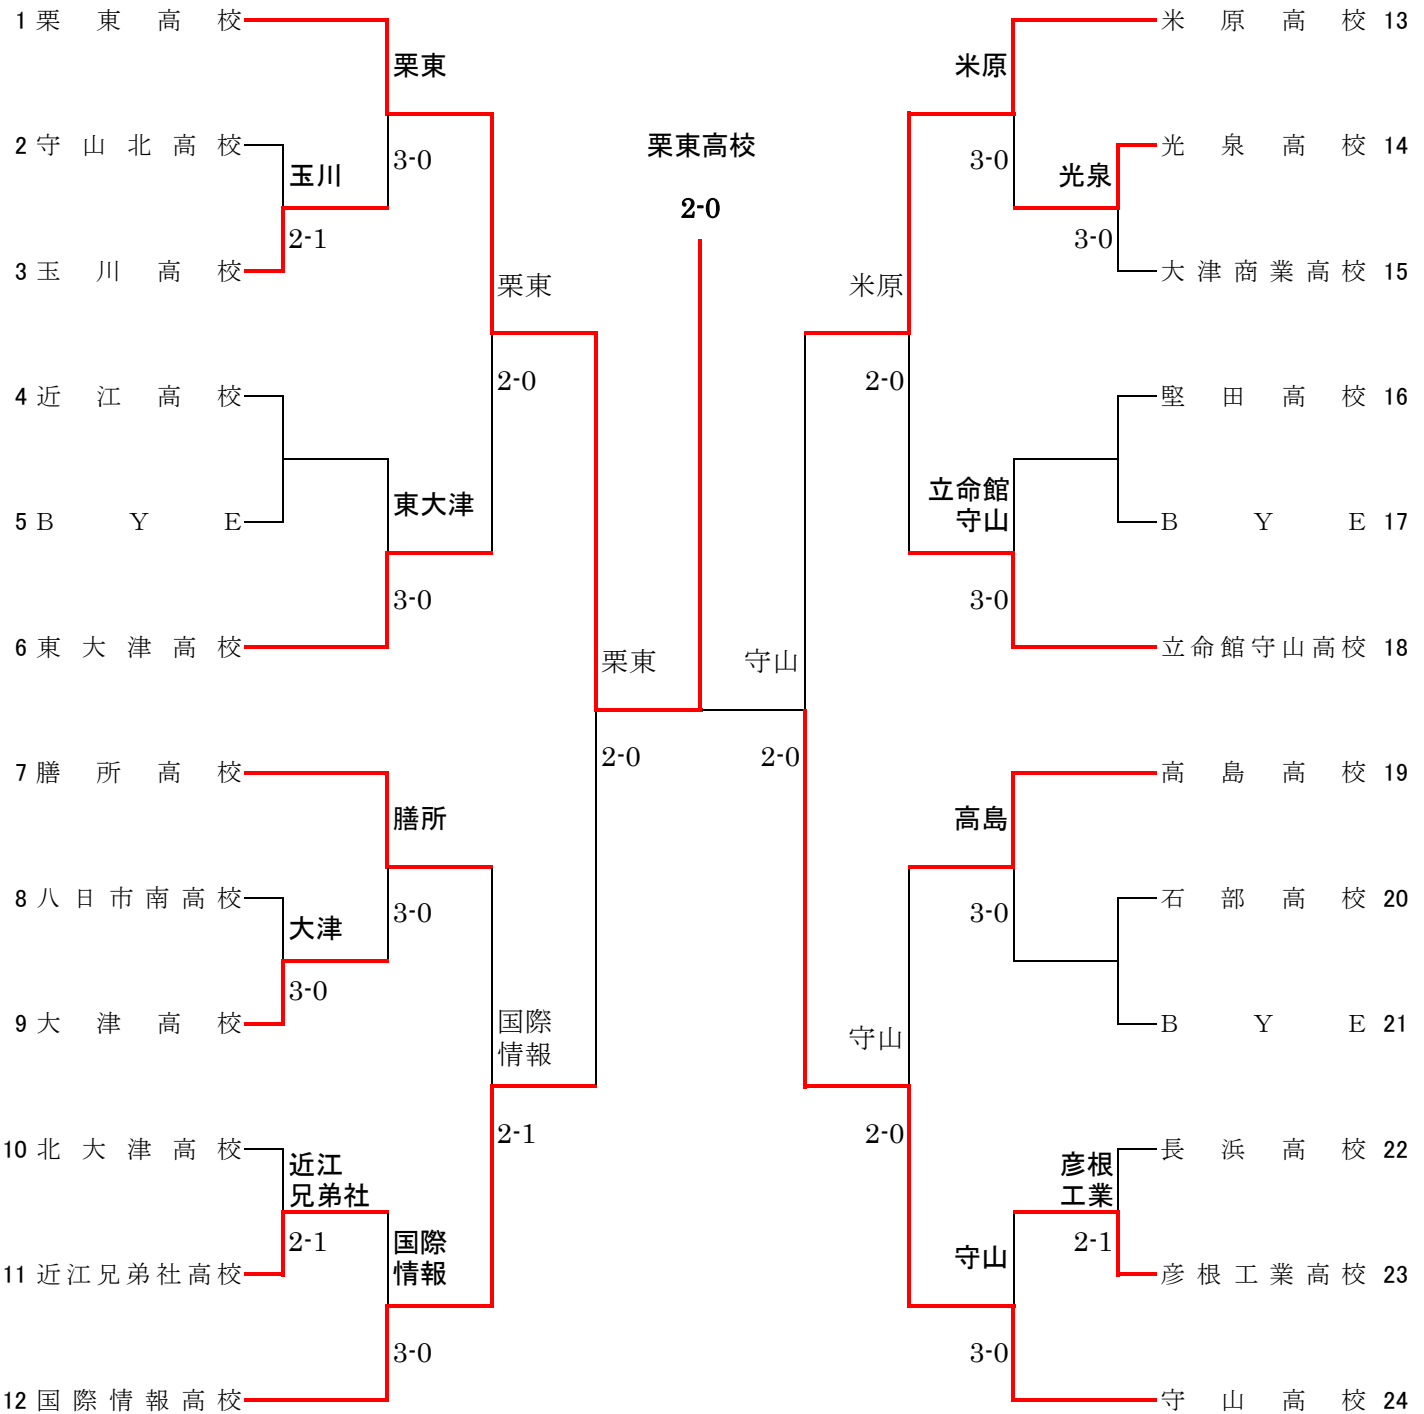 1 栗東高校
栗東
3-0
2 守山北高校
玉川
2-1
3 玉川高校
栗東
2-0
4 近江高校
5 BYE
東大津
3-0
6 東大津高校
栗東
2-0
7 膳所高校
膳所
3-0
8 八日市南高校
大津
3-0
9 大津高校
国際
情報
2-1
10 北大津高校
近江
兄弟社
2-1
11 近江兄弟社高校
国際
情報
3-0
12 国際情報高校
栗東高校
2-0
米原高校 13
米原
3-0
光泉高校 14
光泉
3-0
大津商業高校 15
米原
2-0
堅田高校 16
立命館
守山
BYE 17
3-0
立命館守山高校 18
守山
2-0
高島高校 19
高島
3-0
石部高校 20
BYE 21
守山
2-0
長浜高校 22
彦根
工業
2-1
彦根工業高校 23
守山
3-0
守山高校 24